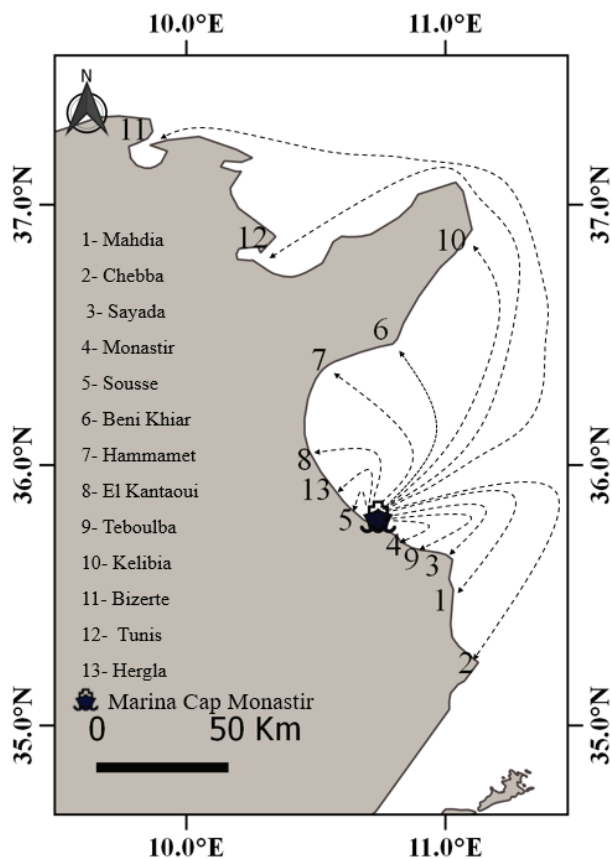 10.0°E 11.0°E
N
11
37.0°N 37.0°N
12 10
1- Mahdia
2- Chebba
3- Sayada
4- Monastir
5- Sousse
6- Beni Khiar
7- Hammamet
8- El Kantaoui
9- Teboulba
10- Kelibia
11- Bizerte
12- Tunis
13- Hergla
Marina Cap Monastir
0 50 Km
6
7
36.0°N 36.0°N
8
13
5
4
9 3
1
2
35.0°N 35.0°N
10.0°E 11.0°E